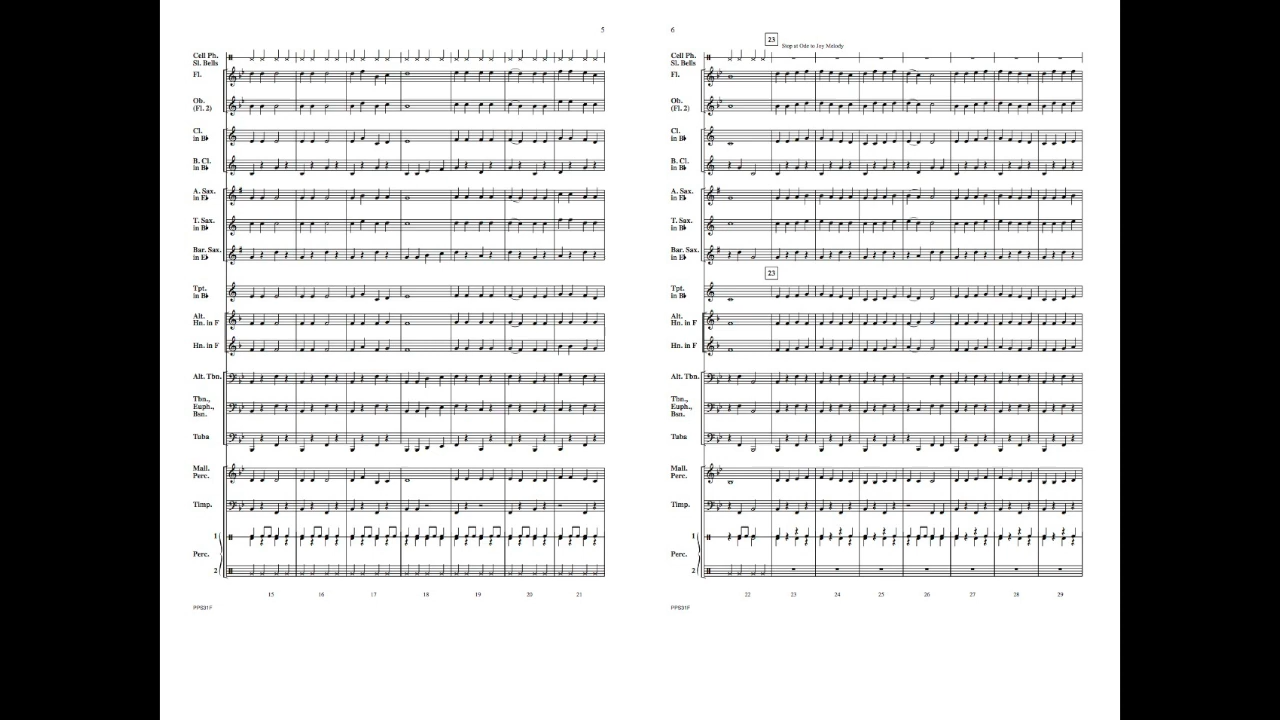 5
Cell Ph.
Sl. Bells
Fl.
Ob.
(Fl. 2)
Cl.
in B♭
B. Cl.
in B♭
A. Sax.
in E♭
T. Sax.
in B♭
Bar. Sax.
in E♭
Tpt.
in B♭
Alt.
Hn. in F
Hn. in F
Alt. Tbn.
Tbn.,
Euph.,
Bsn.
Tuba
Mall.
Perc.
Timp.
1
Perc.
2
15 16 17 18 19 20 21
PPS31F
6
23
Stop at Ode to Joy Melody
Cell Ph.
Sl. Bells
Fl.
Ob.
(Fl. 2)
Cl.
in B♭
B. Cl.
in B♭
A. Sax.
in E♭
T. Sax.
in B♭
Bar. Sax.
in E♭
23
Tpt.
in B♭
Alt.
Hn. in F
Hn. in F
Alt. Tbn.
Tbn.,
Euph.,
Bsn.
Tuba
Mall.
Perc.
Timp.
1
Perc.
2
22 23 24 25 26 27 28 29
PPS31F